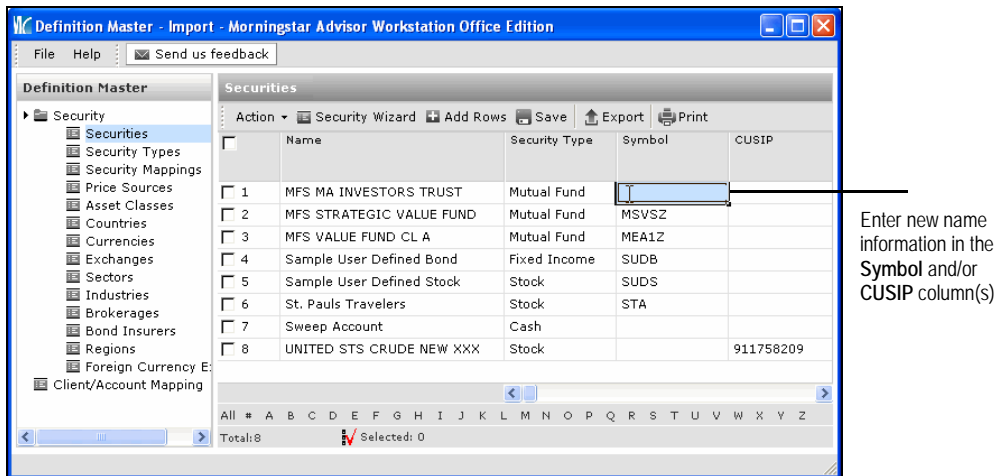 Definition Master - Import - Morningstar Advisor Workstation Office Edition
File Help Send us feedback
Definition Master
Security
Securities
Security Types
Security Mappings
Price Sources
Asset Classes
Countries
Currencies
Exchanges
Sectors
Industries
Brokerages
Bond Insurers
Regions
Foreign Currency E
Client/Account Mapping
Securities
Action Security Wizard Add Rows Save Export Print
Name Security Type Symbol CUSIP
1 MFS MA INVESTORS TRUST Mutual Fund
2 MFS STRATEGIC VALUE FUND Mutual Fund MSVSZ
3 MFS VALUE FUND CL A Mutual Fund MEA1Z
4 Sample User Defined Bond Fixed Income SUDB
5 Sample User Defined Stock Stock SUDS
6 St. Pauls Travelers Stock STA
7 Sweep Account Cash
8 UNITED STS CRUDE NEW XXX Stock 911758209
All # A B C D E F G H I J K L M N O P Q R S T U V W X Y Z
Total:8 Selected: 0
Enter new name
information in the
Symbol and/or
CUSIP column(s)